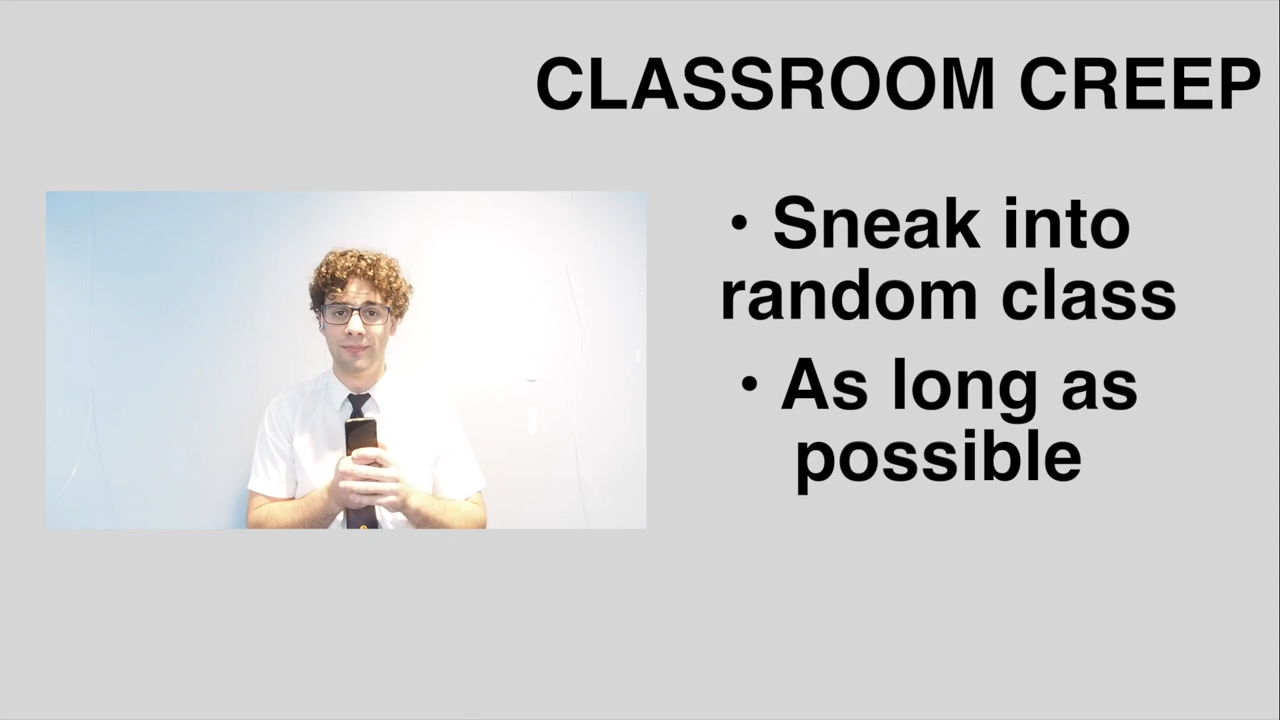 CLASSROOM CREEP
• Sneak into
random class
• As long as
possible